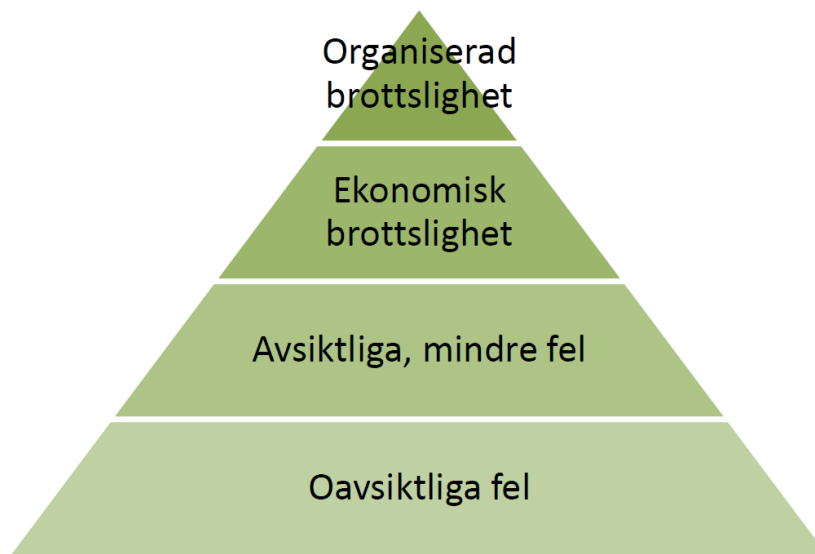 Organiserad
brottslighet
Ekonomisk
brottslighet
Avsiktliga, mindre fel
Oavsiktliga fel